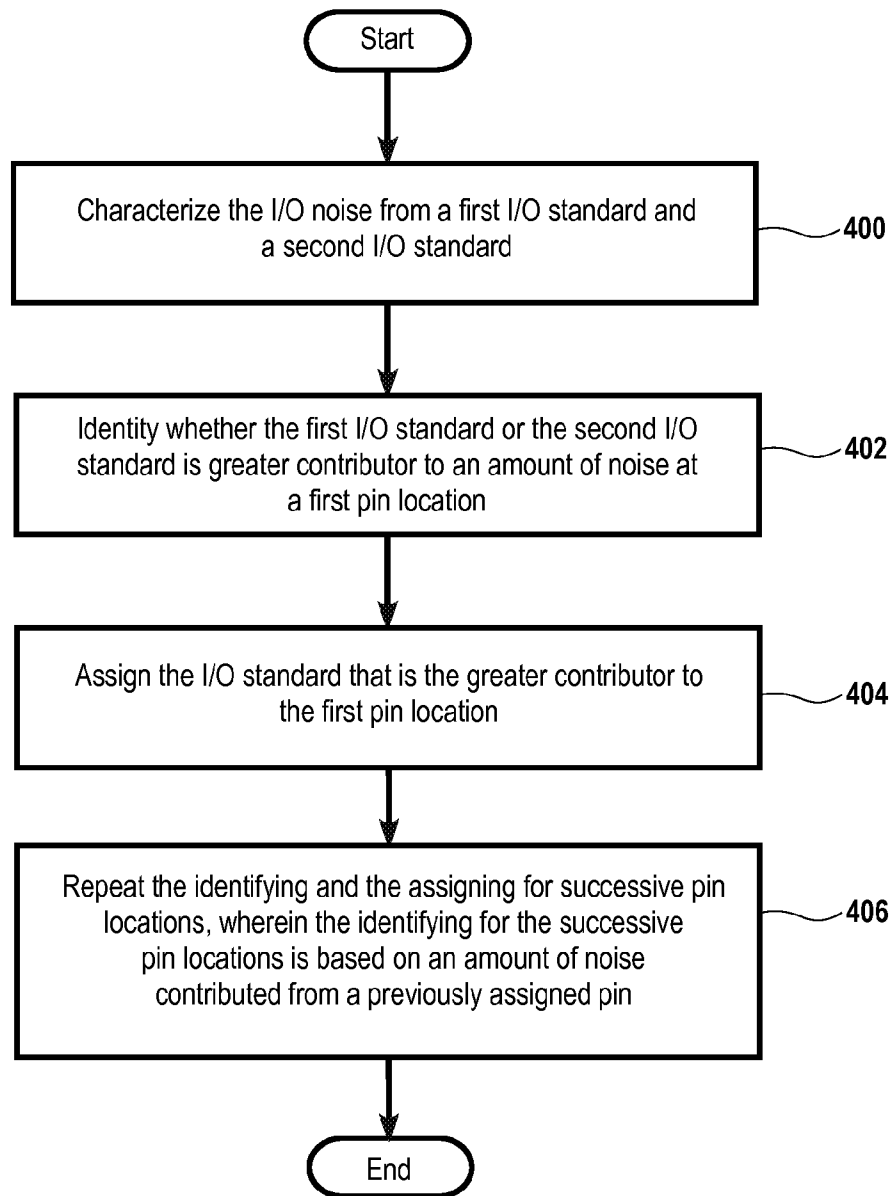 Start
Characterize the I/O noise from a first I/O standard and
a second I/O standard
400
Identity whether the first I/O standard or the second I/O
standard is greater contributor to an amount of noise at
a first pin location
402
Assign the I/O standard that is the greater contributor to
the first pin location
404
Repeat the identifying and the assigning for successive pin
locations, wherein the identifying for the successive
pin locations is based on an amount of noise
contributed from a previously assigned pin
406
End